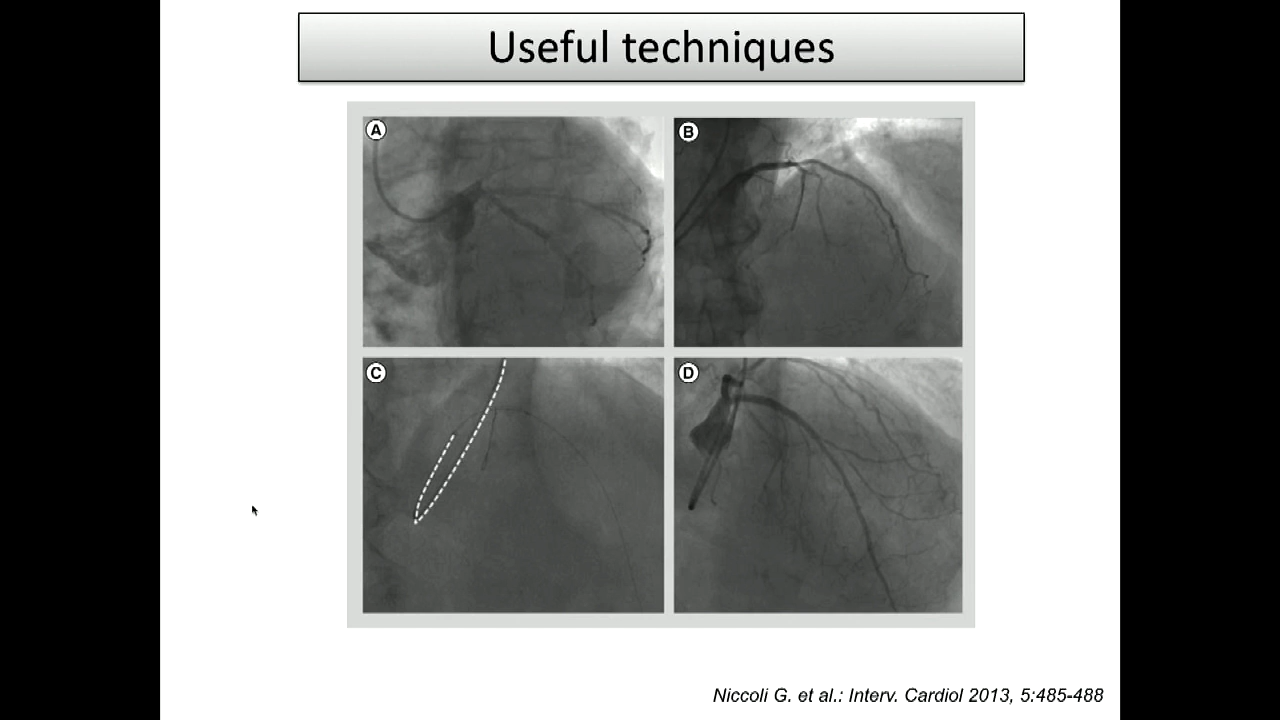 Useful techniques
A
B
C
D
Niccoli G. et al.: Interv. Cardiol 2013, 5:485-488